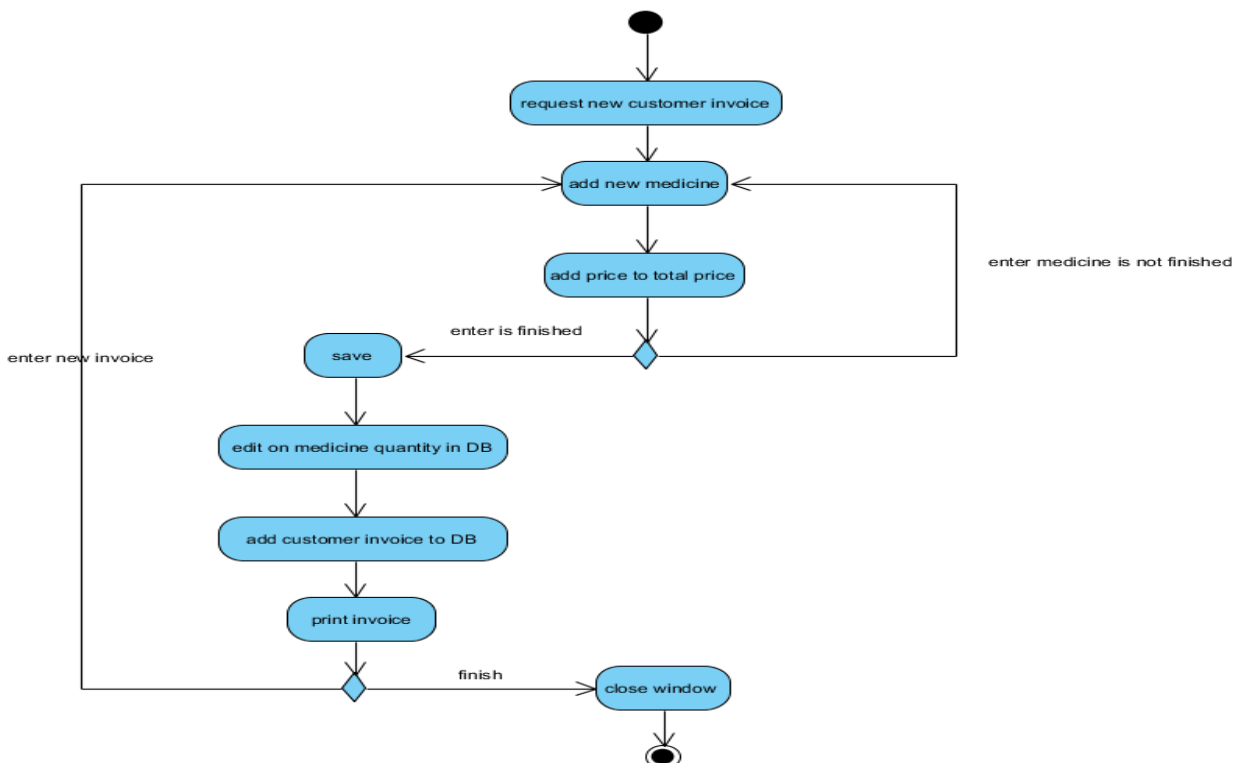 request new customer invoice
add new medicine
enter medicine is not finished
add price to total price
enter is finished
save
enter new invoice
edit on medicine quantity in DB
add customer invoice to DB
print invoice
finish
close window